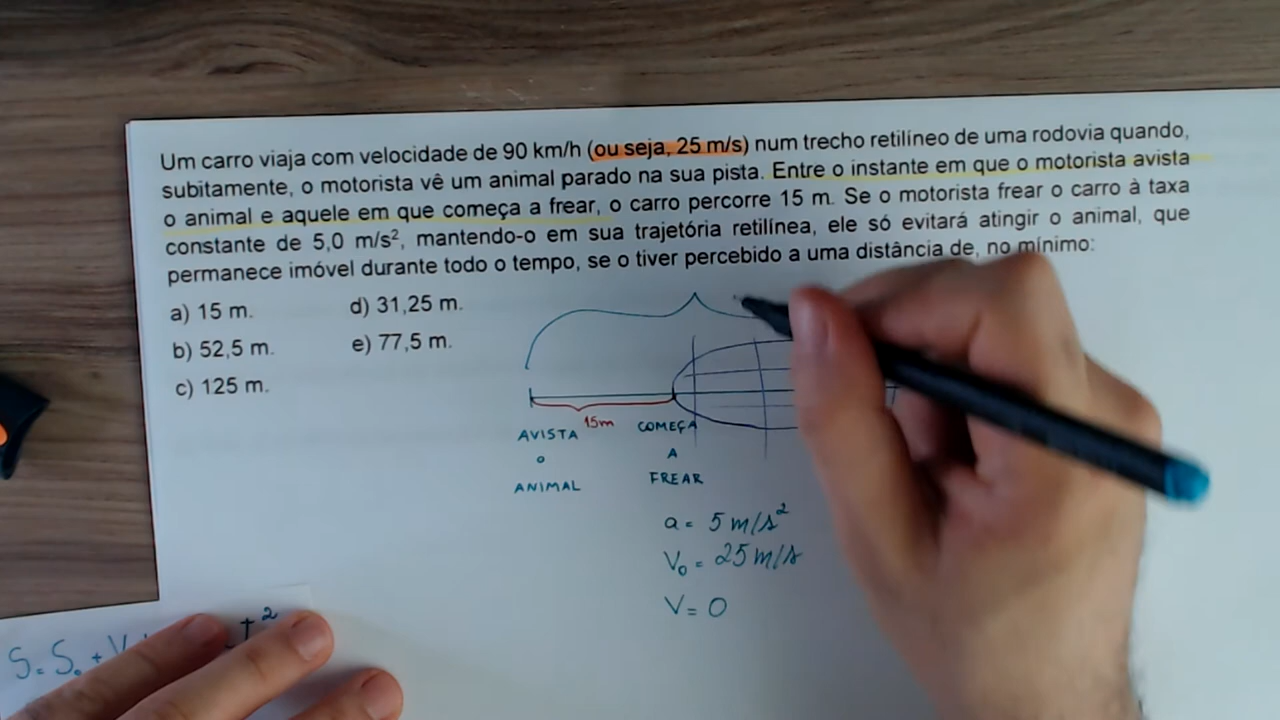 Um carro viaja com velocidade de 90 km/h (ou seja, 25 m/s) num trecho retilíneo de uma rodovia quando,
subitamente, o motorista vê um animal parado na sua pista. Entre o instante em que o motorista avista
o animal e aquele em que começa a frear, o carro percorre 15 m. Se o motorista frear o carro à taxa
constante de 5,0 m/s², mantendo-o em sua trajetória retilínea, ele só evitará atingir o animal, que
permanece imóvel durante todo o tempo, se o tiver percebido a uma distância de, no mínimo:
a) 15 m.
b) 52,5 m.
c) 125 m.
d) 31,25 m.
e) 77,5 m.
15m
AVISTA
O
ANIMAL
COMEÇA
A
FREAR
a = 5 m/s²
V₀ = 25 m/s
V = 0
S = S₀ + V
t²